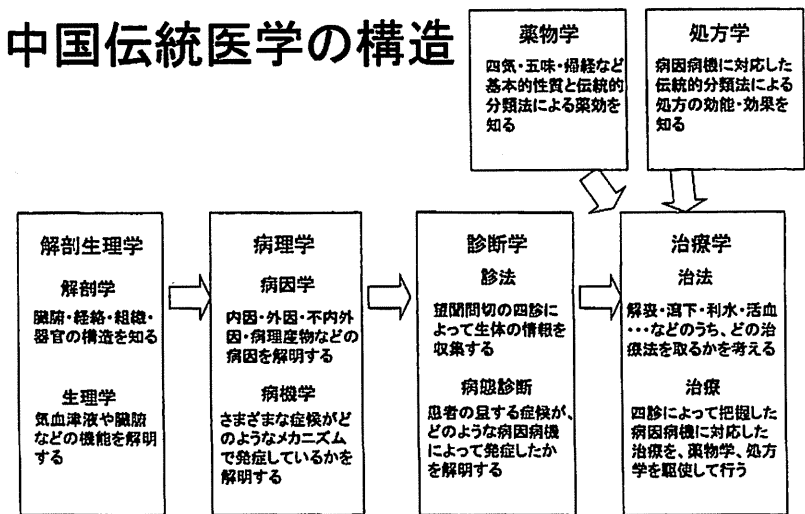 中国伝統医学の構造
薬物学
四気・五味・帰経など
基本的性質と伝統的
分類法による薬効を
知る
処方学
病因病機に対応した
伝統的分類法による
処方の効能・効果を
知る
解剖生理学
解剖学
臓腑・経絡・組織・
器官の構造を知る
生理学
気血津液や臓腑
などの機能を解明
する
病理学
病因学
内因・外因・不内外
因・病理産物などの
病因を解明する
病機学
さまざまな症候がど
のようなメカニズム
で発症しているかを
解明する
診断学
診法
望聞問切の四診に
よって生体の情報を
収集する
病態診断
患者の呈する症候が、
どのような病因病機
によって発症したか
を解明する
治療学
治法
解表・瀉下・利水・活血
・・・などのうち、どの治
療法を取るかを考える
治療
四診によって把握した
病因病機に対応した
治療を、薬物学、処方
学を駆使して行う